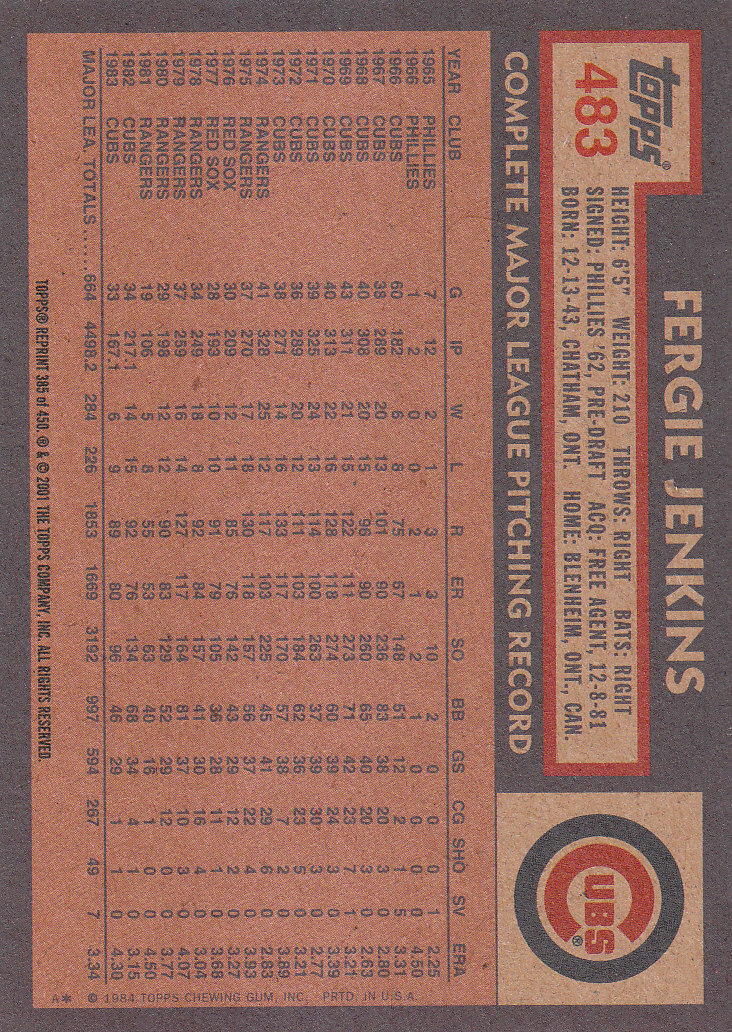 topps®
483
FERGIE JENKINS
HEIGHT: 6'5" WEIGHT: 210 THROWS: RIGHT BATS: RIGHT
SIGNED: PHILLIES '62, PRE-DRAFT ACQ: FREE AGENT, 12-8-81
BORN: 12-13-43, CHATHAM, ONT. HOME: BLENHEIM, ONT., CAN.
CUBS®
COMPLETE MAJOR LEAGUE PITCHING RECORD
YEAR CLUB G IP W L R ER SO BB GS CG SHO SV ERA
1965 PHILLIES 7 12 2 1 3 3 10 2 0 0 0 1 2.25
1966 PHILLIES 1 2 0 0 2 1 2 1 0 0 0 0 4.50
1966 CUBS 60 182 6 8 75 67 148 51 12 2 1 5 3.31
1967 CUBS 38 289 20 13 101 90 236 83 38 20 3 0 2.80
1968 CUBS 40 308 20 15 96 90 260 65 40 20 3 0 2.63
1969 CUBS 43 311 21 15 122 111 273 71 42 23 7 1 3.21
1970 CUBS 40 313 22 16 128 118 274 60 39 24 3 0 3.39
1971 CUBS 39 325 24 13 114 100 263 37 39 30 3 0 2.77
1972 CUBS 36 289 20 12 111 103 184 62 36 23 5 0 3.21
1973 CUBS 38 271 14 16 133 117 170 57 38 7 2 0 3.89
1974 RANGERS 41 328 25 12 117 103 225 45 41 29 6 0 2.83
1975 RANGERS 37 270 17 18 130 118 157 56 37 22 4 0 3.93
1976 RED SOX 30 209 12 11 85 76 142 43 29 12 2 0 3.27
1977 RED SOX 28 193 10 10 91 79 105 36 28 11 1 0 3.68
1978 RANGERS 34 249 18 8 92 84 157 41 30 16 4 0 3.04
1979 RANGERS 37 259 16 14 127 117 164 81 37 10 3 0 4.07
1980 RANGERS 29 198 12 12 90 83 129 52 29 12 0 0 3.77
1981 RANGERS 19 106 5 8 55 53 63 40 16 1 0 0 4.50
1982 CUBS 34 217.1 14 15 92 76 134 68 34 4 1 0 3.15
1983 CUBS 33 167.1 6 9 89 80 96 46 29 1 1 0 4.30
MAJOR LEA. TOTALS ..... 664 4498.2 284 226 1853 1669 3192 997 594 267 49 7 3.34
A* © 1984 TOPPS CHEWING GUM, INC. PRTD. IN U.S.A.
TOPPS® REPRINT 385 of 450. ® & © 2001 THE TOPPS COMPANY, INC. ALL RIGHTS RESERVED.